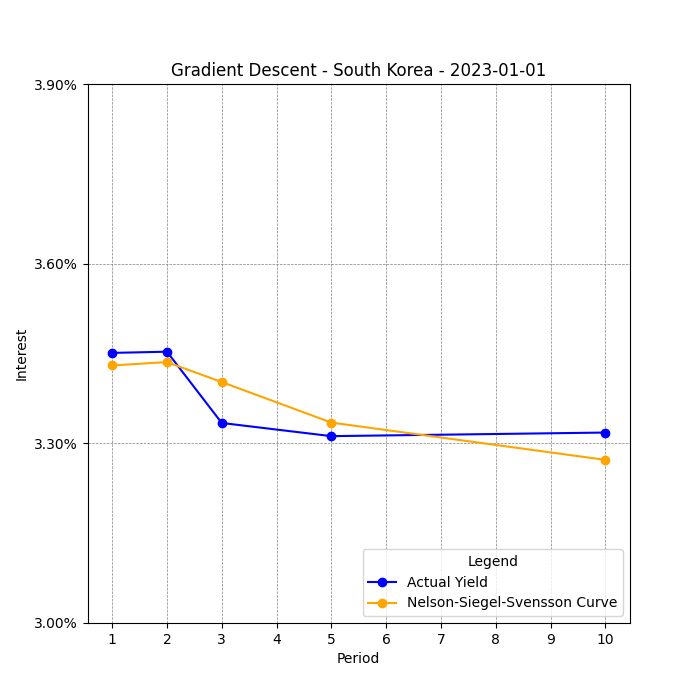 Gradient Descent - South Korea - 2023-01-01
3.90%
3.60%
3.30%
3.00%
Interest
1 2 3 4 5 6 7 8 9 10
Period
Legend
Actual Yield
Nelson-Siegel-Svensson Curve